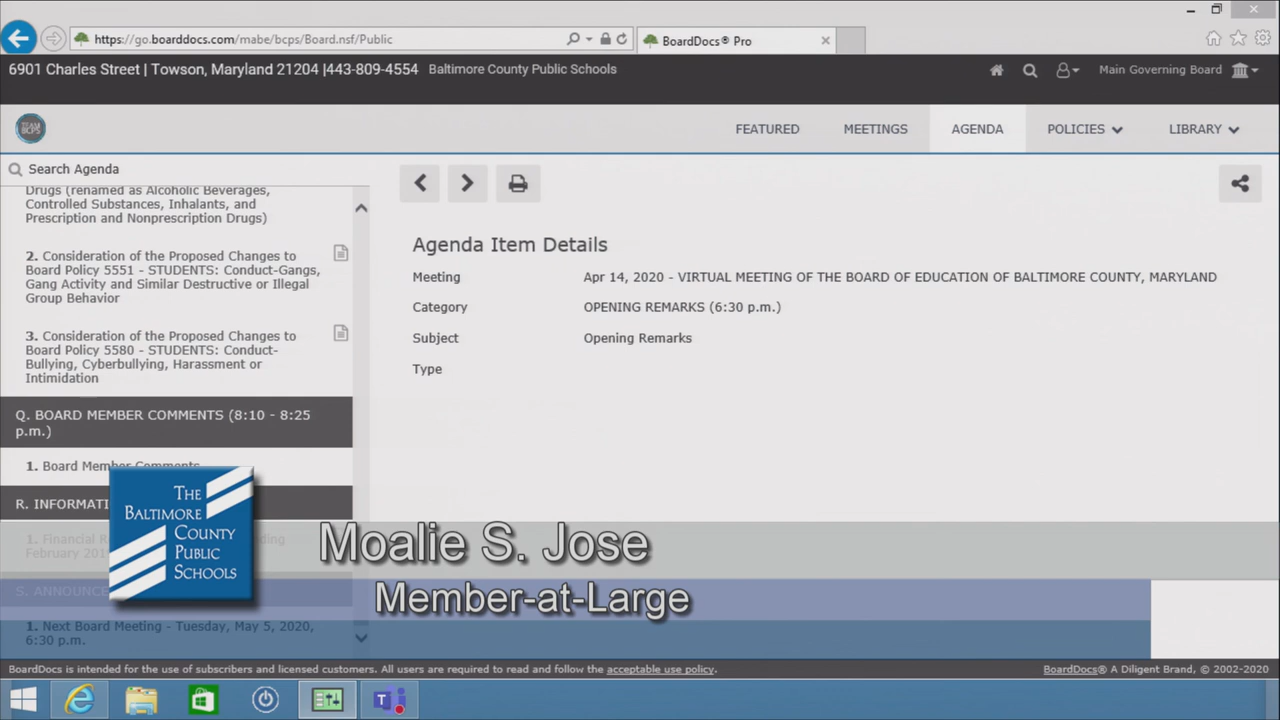 https://go.boarddocs.com/mabe/bcps/Board.nsf/Public
BoardDocs® Pro
6901 Charles Street | Towson, Maryland 21204 |443-809-4554
Baltimore County Public Schools
Main Governing Board
TEAM BCPS
FEATURED
MEETINGS
AGENDA
POLICIES
LIBRARY
Search Agenda
Drugs (renamed as Alcoholic Beverages,
Controlled Substances, Inhalants, and
Prescription and Nonprescription Drugs)
2. Consideration of the Proposed Changes to
Board Policy 5551 - STUDENTS: Conduct-Gangs,
Gang Activity and Similar Destructive or Illegal
Group Behavior
3. Consideration of the Proposed Changes to
Board Policy 5580 - STUDENTS: Conduct-
Bullying, Cyberbullying, Harassment or
Intimidation
Q. BOARD MEMBER COMMENTS (8:10 - 8:25
p.m.)
1. Board Member Comments
R. INFORMATI
1. Financial R
ding
February 201
S. ANNOUNCE
1. Next Board Meeting - Tuesday, May 5, 2020,
6:30 p.m.
Agenda Item Details
Meeting
Apr 14, 2020 - VIRTUAL MEETING OF THE BOARD OF EDUCATION OF BALTIMORE COUNTY, MARYLAND
Category
OPENING REMARKS (6:30 p.m.)
Subject
Opening Remarks
Type
THE
BALTIMORE
COUNTY
PUBLIC
SCHOOLS
Moalie S. Jose
Member-at-Large
BoardDocs is intended for the use of subscribers and licensed customers. All users are required to read and follow the acceptable use policy.
BoardDocs® A Diligent Brand, © 2002-2020